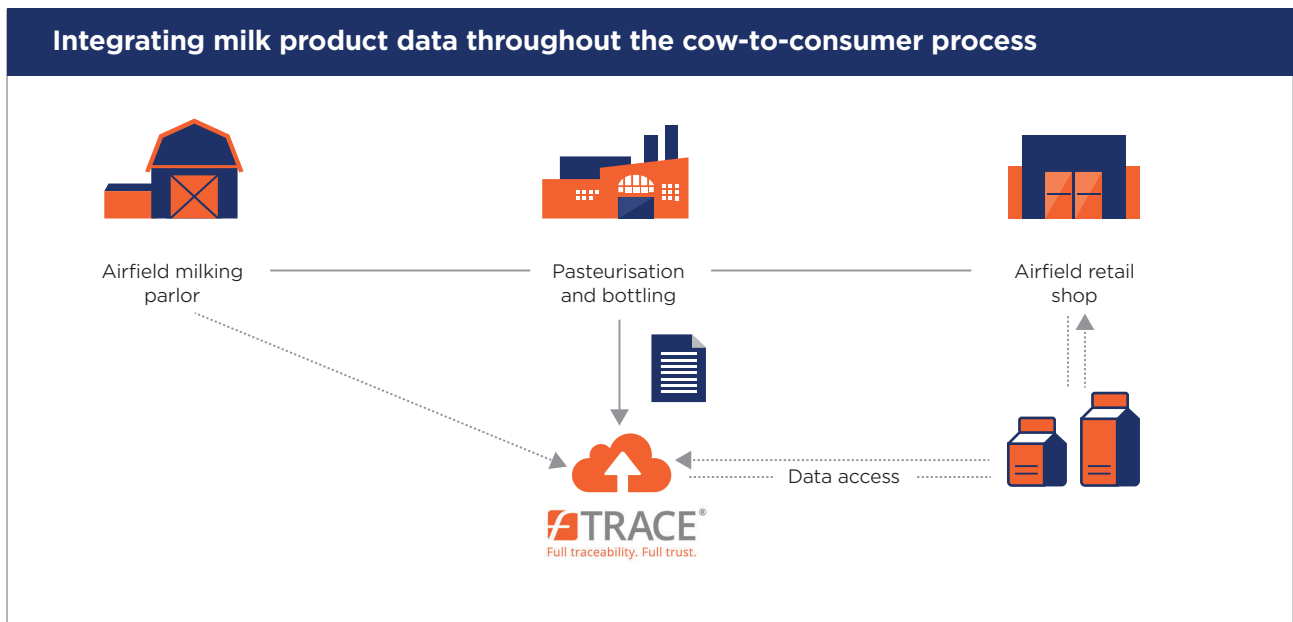 Integrating milk product data throughout the cow-to-consumer process
Airfield milking
parlor
Pasteurisation
and bottling
Airfield retail
shop
Data access
fTRACE®
Full traceability. Full trust.